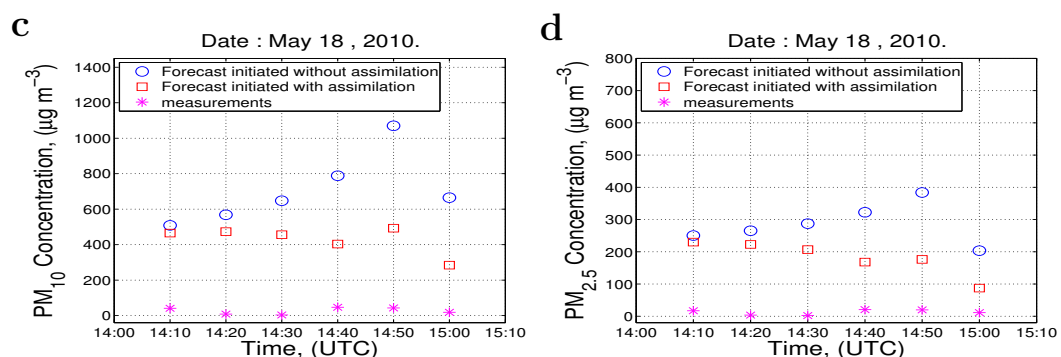 c
Date : May 18 , 2010.
Forecast initiated without assimilation
Forecast initiated with assimilation
measurements
PM10 Concentration, (µg m−3)
1400
1200
1000
800
600
400
200
0
14:00 14:10 14:20 14:30 14:40 14:50 15:00 15:10
Time, (UTC)
d
Date : May 18 , 2010.
Forecast initiated without assimilation
Forecast initiated with assimilation
measurements
PM2.5 Concentration, (µg m−3)
800
700
600
500
400
300
200
100
0
14:00 14:10 14:20 14:30 14:40 14:50 15:00 15:10
Time, (UTC)